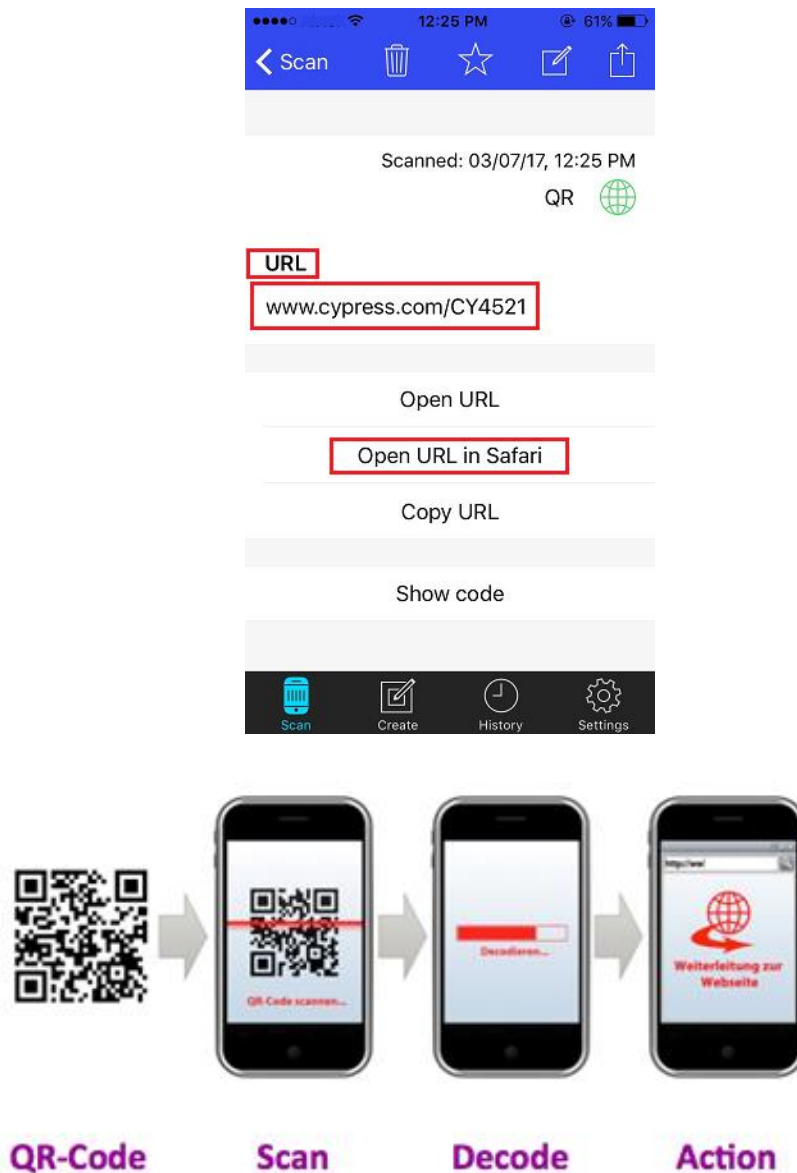 12:25 PM 61%
Scan
Scanned: 03/07/17, 12:25 PM
QR
URL
www.cypress.com/CY4521
Open URL
Open URL in Safari
Copy URL
Show code
Scan Create History Settings
http://ww/
QR-Code scannen...
Decodieren...
Weiterleitung zur
Webseite
QR-Code Scan Decode Action